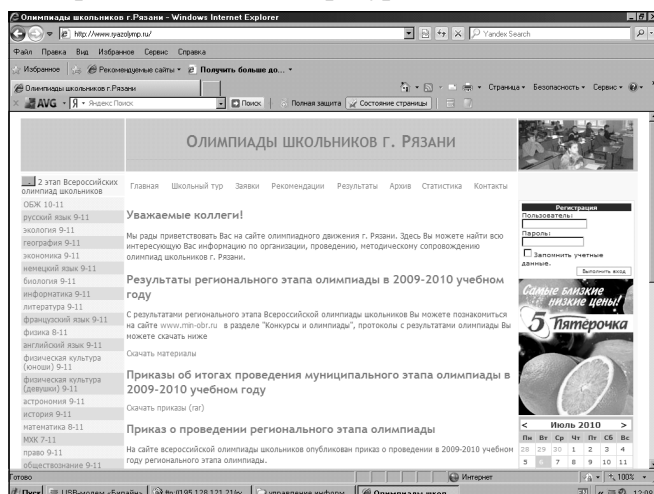 Олимпиады школьников г.Рязани - Windows Internet Explorer
http://www.ryazolymp.ru/
Yandex Search
Файл Правка Вид Избранное Сервис Справка
Избранное Рекомендуемые сайты Получить больше до...
Олимпиады школьников г.Рязани
Страница Безопасность Сервис
AVG Я Яндекс Поиск Поиск Полная защита Состояние страницы
Олимпиады школьников г. Рязани
2 этап Всероссийских
олимпиад школьников
ОБЖ 10-11
русский язык 9-11
экология 9-11
география 9-11
экономика 9-11
немецкий язык 9-11
биология 9-11
информатика 9-11
литература 9-11
французский язык 9-11
физика 8-11
английский язык 9-11
физическая культура
(юноши) 9-11
физическая культура
(девушки) 9-11
астрономия 9-11
история 9-11
математика 8-11
МХК 7-11
право 9-11
обществознание 9-11
Главная Школьный тур Заявки Рекомендации Результаты Архив Статистика Контакты
Уважаемые коллеги!
Мы рады приветствовать Вас на сайте олимпиадного движения г. Рязани. Здесь Вы можете найти всю
интересующую Вас информацию по организации, проведению, методическому сопровождению
олимпиад школьников г. Рязани.
Результаты регионального этапа олимпиады в 2009-2010 учебном
году
С результатами регионального этапа Всероссийской олимпиады школьников Вы можете познакомиться
на сайте www.min-obr.ru в разделе "Конкурсы и олимпиады", протоколы с результатами олимпиады Вы
можете скачать ниже
Скачать материалы
Приказы об итогах проведения муниципального этапа олимпиады в
2009-2010 учебном году
Скачать приказы (rar)
Приказ о проведении регионального этапа олимпиады
На сайте всероссийской олимпиады школьников опубликован приказ о проведении в 2009-2010 учебном
году регионального этапа олимпиады.
Регистрация
Пользователь:
Пароль:
Запомнить учетные
данные.
Выполнить вход
Самые близкие
низкие цены!
5 Пятёрочка
< Июль 2010 >
Пн Вт Ср Чт Пт Сб Вс
28 29 30 1 2 3 4
5 6 7 8 9 10 11
Готово Интернет 100%
Пуск USB-модем «Билайн» управление информ... Олимпиады школ...